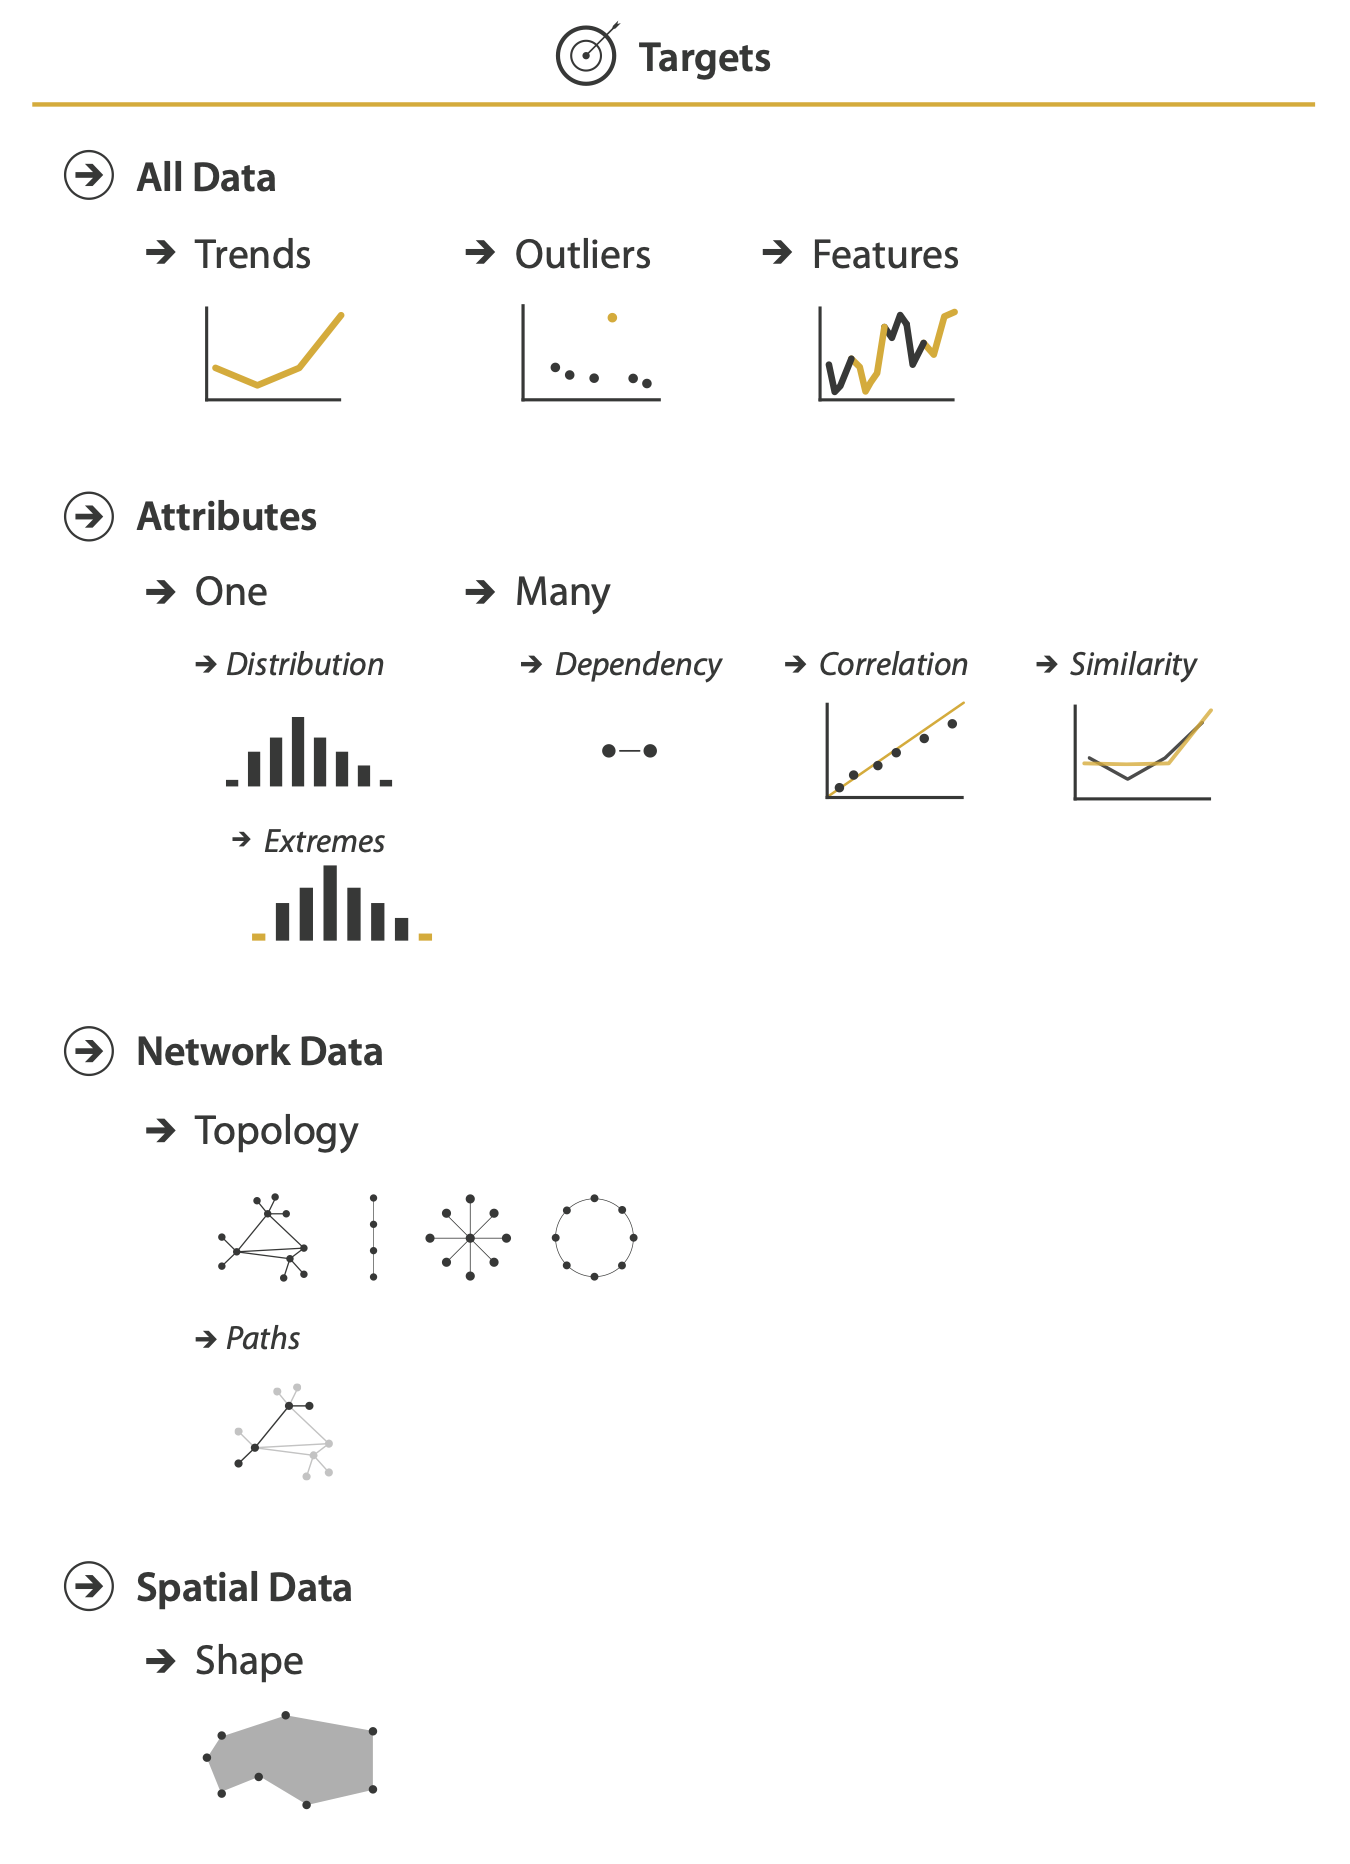 Targets
All Data
Trends
Outliers
Features
Attributes
One
Many
Distribution
Dependency
Correlation
Similarity
Extremes
Network Data
Topology
Paths
Spatial Data
Shape